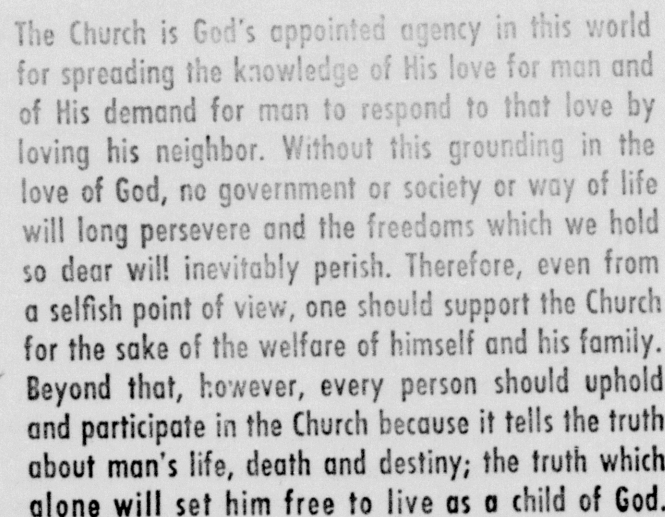 The Church is God's appointed agency in this world
for spreading the knowledge of His love for man and
of His demand for man to respond to that love by
loving his neighbor. Without this grounding in the
love of God, no government or society or way of life
will long persevere and the freedoms which we hold
so dear will inevitably perish. Therefore, even from
a selfish point of view, one should support the Church
for the sake of the welfare of himself and his family.
Beyond that, however, every person should uphold
and participate in the Church because it tells the truth
about man's life, death and destiny; the truth which
alone will set him free to live as a child of God.